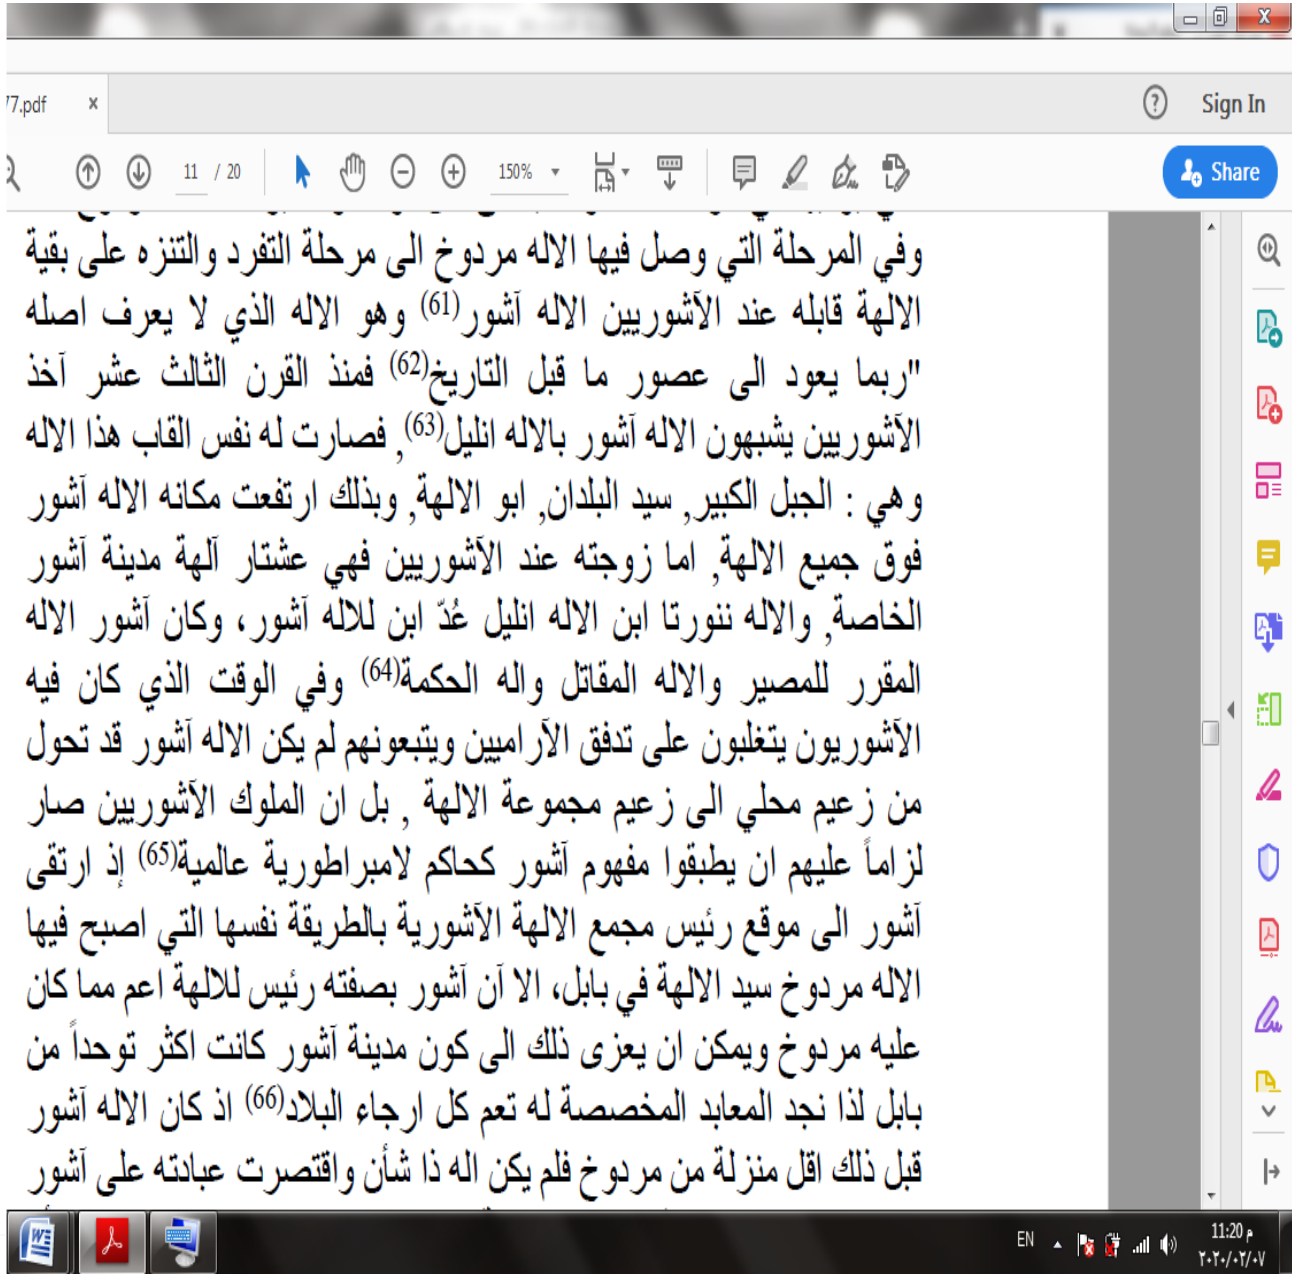 77.pdf
Sign In
11 / 20
150%
Share
وفي المرحلة التي وصل فيها الاله مردوخ الى مرحلة التفرد والتنزه على بقية
الالهة قابله عند الآشوريين الاله آشور(61) وهو الاله الذي لا يعرف اصله
"ربما يعود الى عصور ما قبل التاريخ(62) فمنذ القرن الثالث عشر آخذ
الآشوريين يشبهون الاله آشور بالاله انليل(63), فصارت له نفس القاب هذا الاله
وهي : الجبل الكبير, سيد البلدان, ابو الالهة, وبذلك ارتفعت مكانه الاله آشور
فوق جميع الالهة, اما زوجته عند الآشوريين فهي عشتار آلهة مدينة آشور
الخاصة, والاله ننورتا ابن الاله انليل عُدّ ابن للاله آشور، وكان آشور الاله
المقرر للمصير والاله المقاتل واله الحكمة(64) وفي الوقت الذي كان فيه
الآشوريون يتغلبون على تدفق الآراميين ويتبعونهم لم يكن الاله آشور قد تحول
من زعيم محلي الى زعيم مجموعة الالهة , بل ان الملوك الآشوريين صار
لزاماً عليهم ان يطبقوا مفهوم آشور كحاكم لامبراطورية عالمية(65) إذ ارتقى
آشور الى موقع رئيس مجمع الالهة الآشورية بالطريقة نفسها التي اصبح فيها
الاله مردوخ سيد الالهة في بابل، الا آن آشور بصفته رئيس للالهة اعم مما كان
عليه مردوخ ويمكن ان يعزى ذلك الى كون مدينة آشور كانت اكثر توحداً من
بابل لذا نجد المعابد المخصصة له تعم كل ارجاء البلاد(66) اذ كان الاله آشور
قبل ذلك اقل منزلة من مردوخ فلم يكن اله ذا شأن واقتصرت عبادته على آشور
EN
11:20 م
٢٠٢٠/٠٢/٠٧